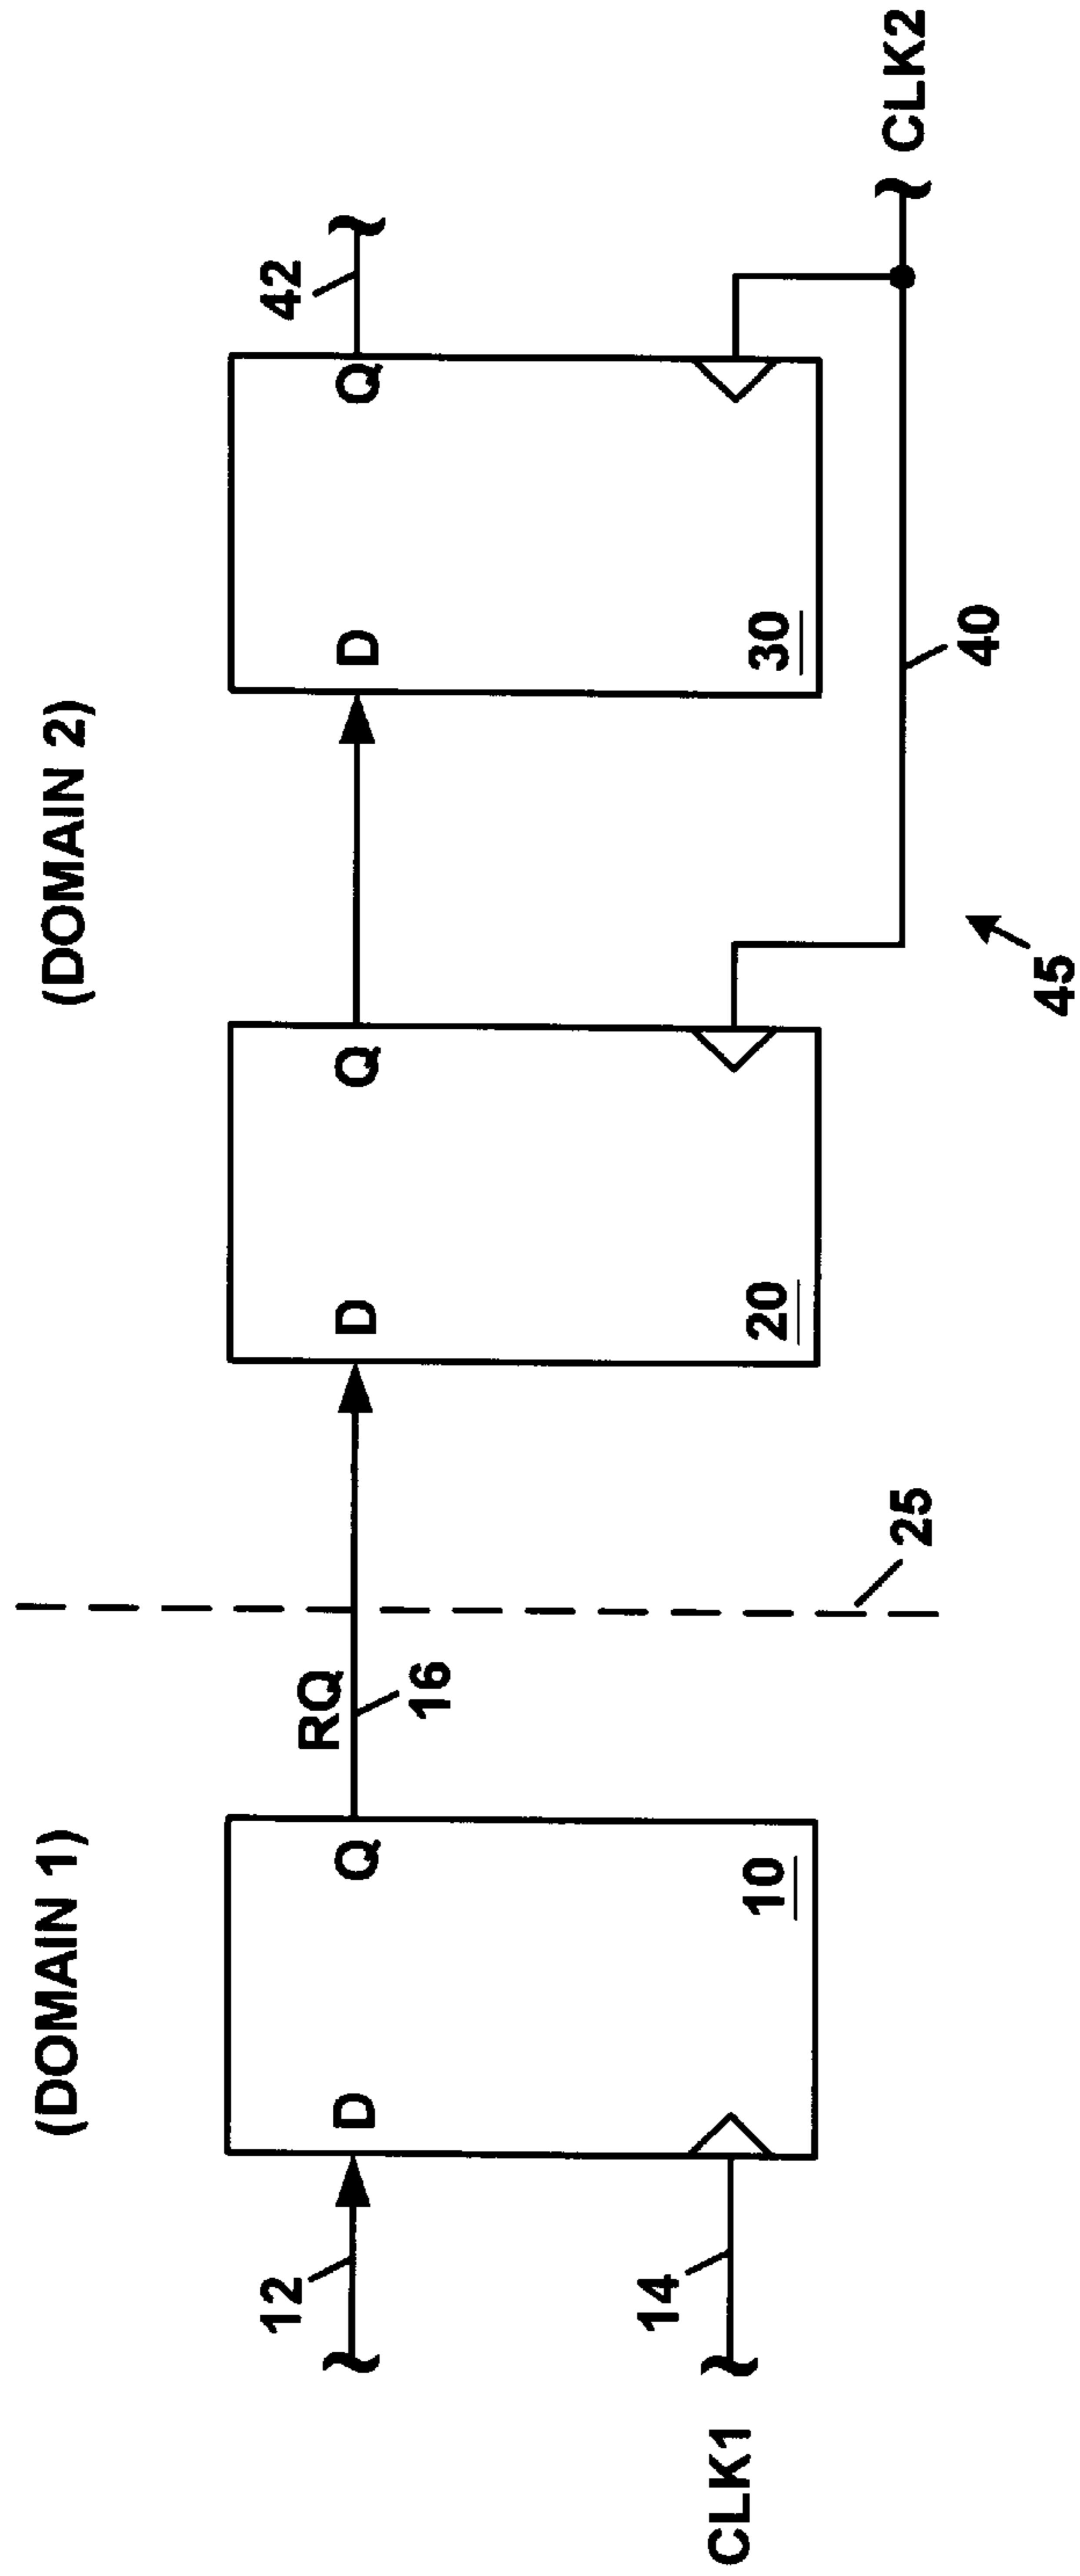 (DOMAIN 1)
(DOMAIN 2)
12
D
Q
RQ
16
D
Q
D
Q
42
CLK1
14
10
25
20
30
40
45
CLK2